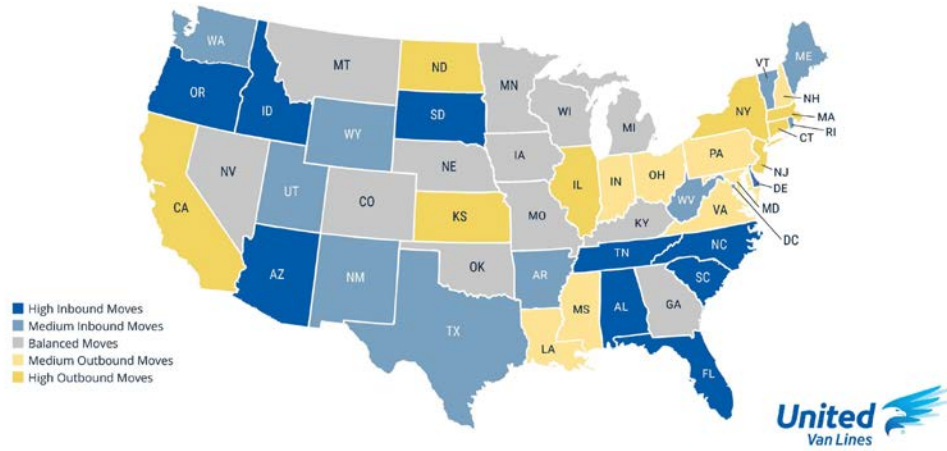 WA
MT
ND
MN
VT
ME
OR
ID
SD
WI
NY
NH
MA
WY
MI
RI
CT
IA
PA
NE
NJ
NV
IL
IN
OH
DE
UT
CO
WV
MD
CA
KS
MO
KY
VA
DC
TN
NC
AZ
NM
OK
AR
SC
MS
AL
GA
TX
LA
FL
High Inbound Moves
Medium Inbound Moves
Balanced Moves
Medium Outbound Moves
High Outbound Moves
United
Van Lines